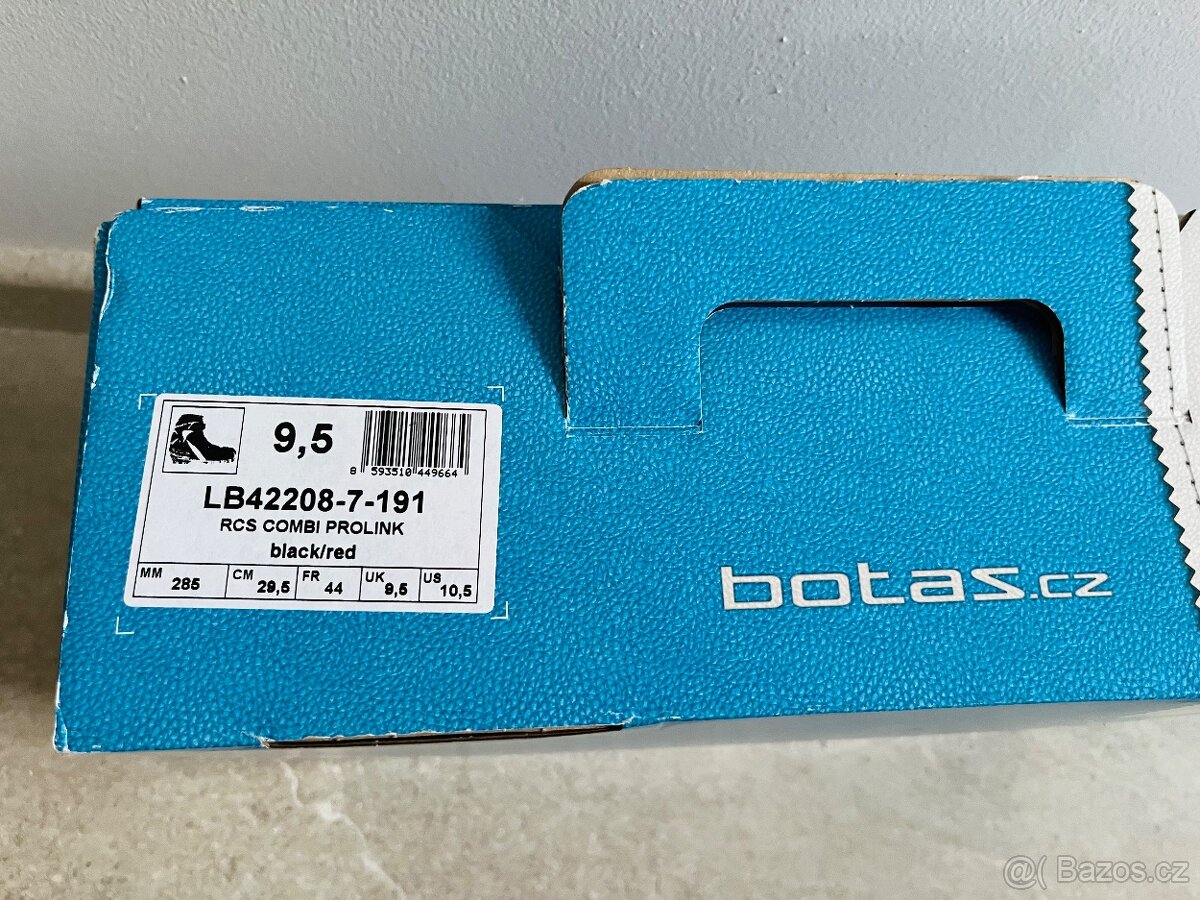 9,5
8 593510 449664
LB42208-7-191
RCS COMBI PROLINK
black/red
MM 285 CM 29,5 FR 44 UK 9,5 US 10,5
botas.cz
@( Bazos.cz